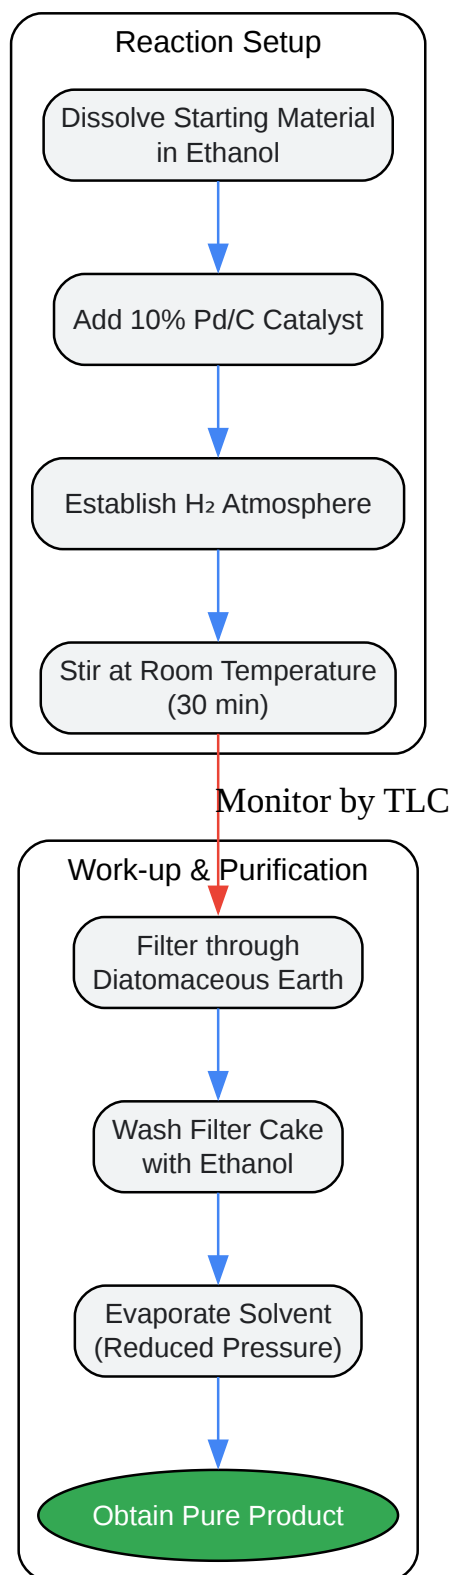 Reaction Setup
Dissolve Starting Material
in Ethanol
Add 10% Pd/C Catalyst
Establish H₂ Atmosphere
Stir at Room Temperature
(30 min)
Monitor by TLC
Work-up & Purification
Filter through
Diatomaceous Earth
Wash Filter Cake
with Ethanol
Evaporate Solvent
(Reduced Pressure)
Obtain Pure Product